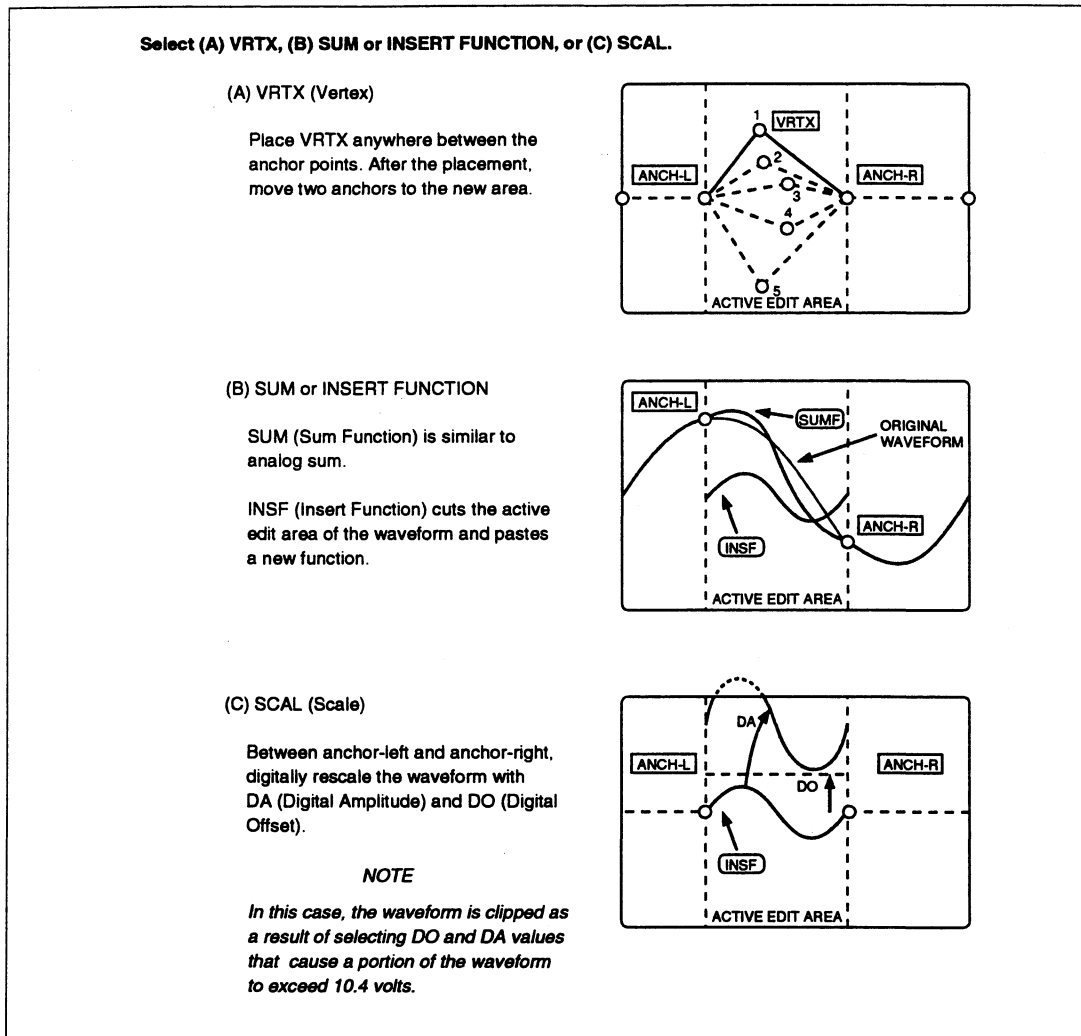 Select (A) VRTX, (B) SUM or INSERT FUNCTION, or (C) SCAL.
(A) VRTX (Vertex)
Place VRTX anywhere between the
anchor points. After the placement,
move two anchors to the new area.
1
VRTX
ANCH-L
2
ANCH-R
3
4
5
ACTIVE EDIT AREA
(B) SUM or INSERT FUNCTION
SUM (Sum Function) is similar to
analog sum.
INSF (Insert Function) cuts the active
edit area of the waveform and pastes
a new function.
ANCH-L
SUMF
ORIGINAL
WAVEFORM
ANCH-R
INSF
ACTIVE EDIT AREA
(C) SCAL (Scale)
Between anchor-left and anchor-right,
digitally rescale the waveform with
DA (Digital Amplitude) and DO (Digital
Offset).
NOTE
In this case, the waveform is clipped as
a result of selecting DO and DA values
that cause a portion of the waveform
to exceed 10.4 volts.
DA
ANCH-L
ANCH-R
DO
INSF
ACTIVE EDIT AREA